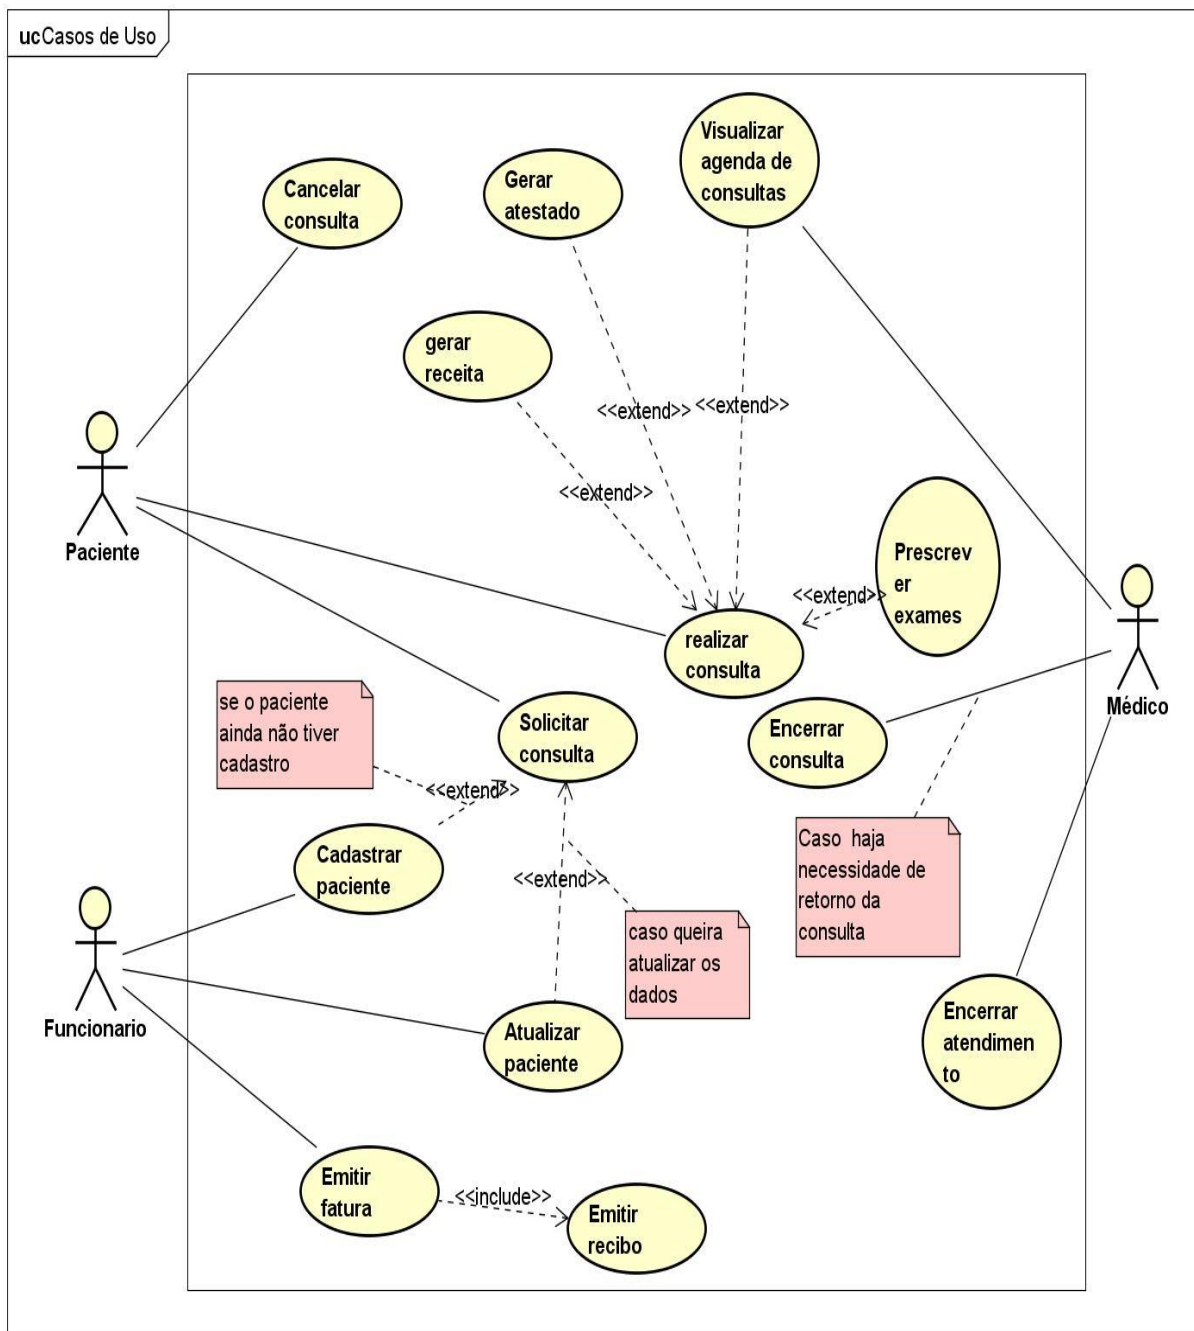 ucCasos de Uso
Visualizar
agenda de
consultas
Cancelar
consulta
Gerar
atestado
gerar
receita
<<extend>>
<<extend>>
<<extend>>
Paciente
Prescrev
er
exames
<<extend>>
realizar
consulta
Médico
se o paciente
ainda não tiver
cadastro
Solicitar
consulta
Encerrar
consulta
<<extend>>
Cadastrar
paciente
<<extend>>
Caso haja
necessidade de
retorno da
consulta
caso queira
atualizar os
dados
Funcionario
Atualizar
paciente
Encerrar
atendimen
to
Emitir
fatura
<<include>>
Emitir
recibo